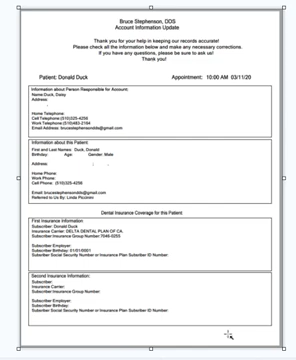 Bruce Stephenson, DDS
Account Information Update
Thank you for your help in keeping our records accurate!
Please check all the information below and make any necessary corrections.
If you have any questions, please be sure to ask us!
Thank you!
Patient: Donald Duck Appointment: 10:00 AM 03/11/20
Information about Person Responsible for Account:
Name: Duck, Daisy
Address:
Home Telephone:
Cell Telephone: (510)325-4256
Work Telephone: (510)483-2164
Email Address: brucestephensondds@gmail.com
Information about this Patient:
First and Last Names: Duck, Donald
Birthday: Age: Gender: Male
Address: , .
Home Phone:
Work Phone:
Cell Phone: (510)325-4256
Email: brucestephensondds@gmail.com
Referred to Us By: Linda
Dental Insurance Coverage for this Patient
First Insurance Information:
Subscriber: Donald Duck
Insurance Carrier: DELTA DENTAL PLAN OF CA.
Subscriber Insurance Group Number: 7046-0253
Subscriber Employer:
Subscriber Birthday: 01/01/0001
Subscriber Social Security Number or Insurance Plan Subscriber ID Number:
Second Insurance Information:
Subscriber:
Insurance Carrier:
Subscriber Insurance Group Number:
Subscriber Employer:
Subscriber Birthday:
Subscriber Social Security Number or Insurance Plan Subscriber ID Number: